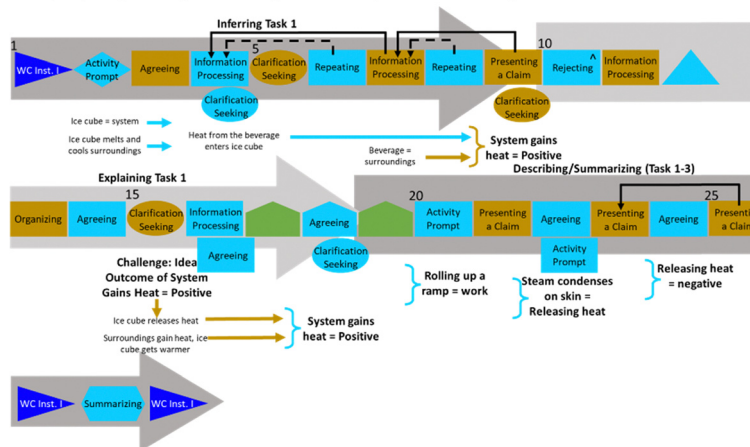 Inferring Task 1
1
5
10
WC Inst. I
Activity
Prompt
Agreeing
Information
Processing
Clarification
Seeking
Repeating
Information
Processing
Repeating
Presenting
a Claim
Rejecting
^
Information
Processing
Clarification
Seeking
Clarification
Seeking
Ice cube = system
Ice cube melts and
cools surroundings
Heat from the beverage
enters ice cube
Beverage =
surroundings
System gains
heat = Positive
Explaining Task 1
Describing/Summarizing (Task 1-3)
15
20
25
Organizing
Agreeing
Clarification
Seeking
Information
Processing
Agreeing
Activity
Prompt
Presenting
a Claim
Agreeing
Presenting
a Claim
Agreeing
Presenting
a Claim
Agreeing
Clarification
Seeking
Activity
Prompt
Challenge: Idea
Outcome of System
Gains Heat = Positive
Ice cube releases heat
Surroundings gain heat, ice
cube gets warmer
System gains
heat = Positive
Rolling up a
ramp = work
Steam condenses
on skin =
Releasing heat
Releasing heat
= negative
WC Inst. I
Summarizing
WC Inst. I